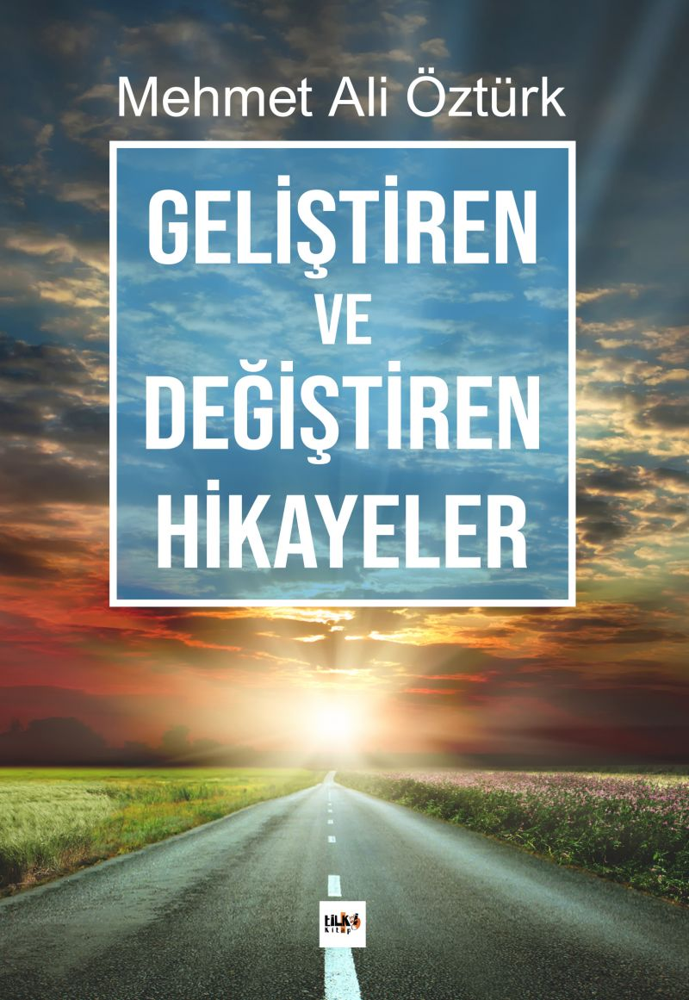 Mehmet Ali Öztürk
GELİŞTİREN
VE
DEĞİŞTİREN
HİKAYELER
tiLKi
Kitap